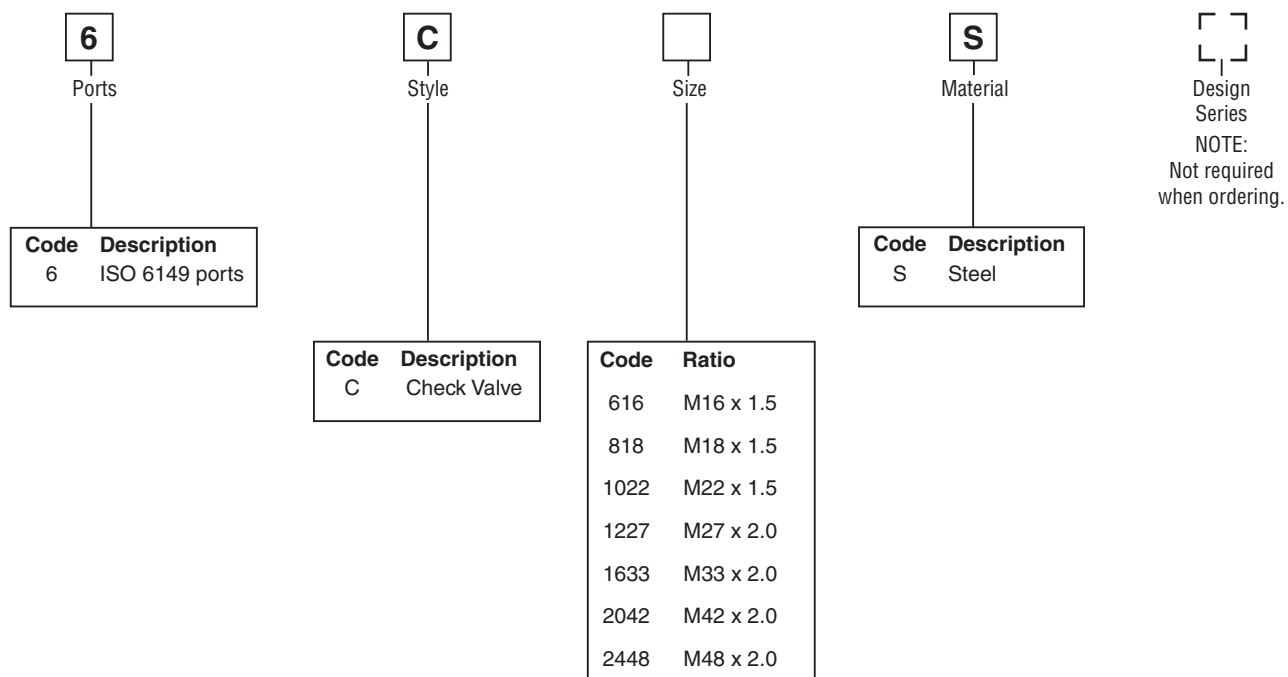 6
Ports
Code Description
6 ISO 6149 ports
C
Style
Code Description
C Check Valve
Size
Code Ratio
616 M16 x 1.5
818 M18 x 1.5
1022 M22 x 1.5
1227 M27 x 2.0
1633 M33 x 2.0
2042 M42 x 2.0
2448 M48 x 2.0
S
Material
Code Description
S Steel
Design
Series
NOTE:
Not required
when ordering.